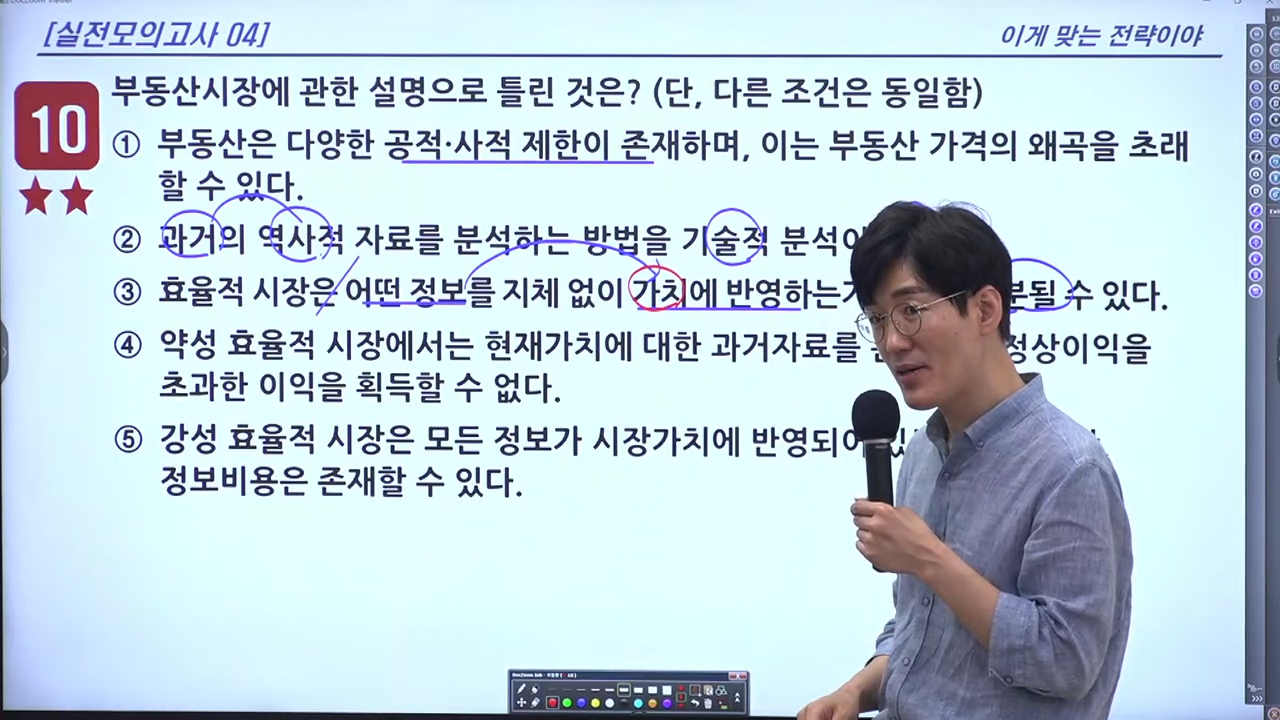 [실전모의고사 04]
이게 맞는 전략이야
10
부동산시장에 관한 설명으로 틀린 것은? (단, 다른 조건은 동일함)
① 부동산은 다양한 공적·사적 제한이 존재하며, 이는 부동산 가격의 왜곡을 초래
할 수 있다.
② 과거의 역사적 자료를 분석하는 방법을 기술적 분석이
③ 효율적 시장은 어떤 정보를 지체 없이 가치에 반영하는가 분될 수 있다.
④ 약성 효율적 시장에서는 현재가치에 대한 과거자료를 정상이익을
초과한 이익을 획득할 수 없다.
⑤ 강성 효율적 시장은 모든 정보가 시장가치에 반영되어 있
정보비용은 존재할 수 있다.